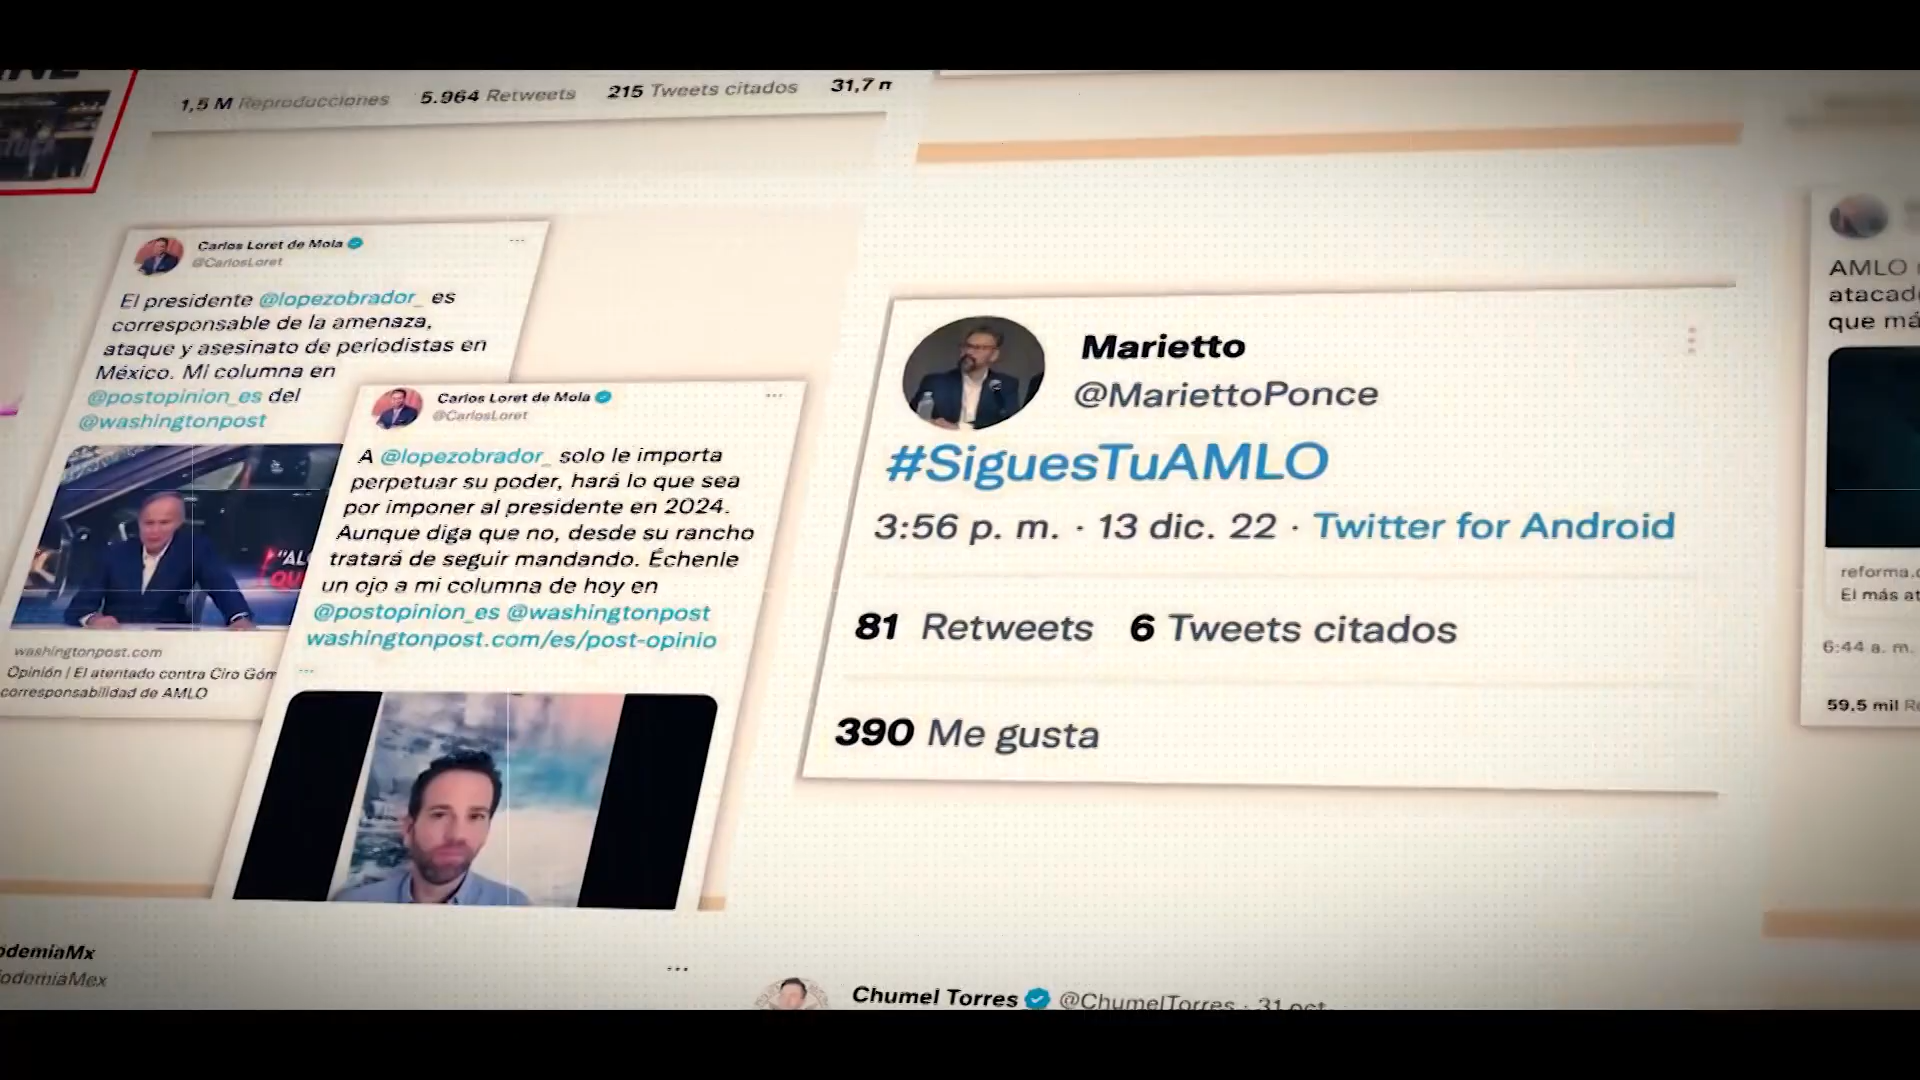 1,5 M Reproducciones 5.964 Retweets 215 Tweets citados 31,7 m
Carlos Loret de Mola
@CarlosLoret
El presidente @lopezobrador_ es
corresponsable de la amenaza,
ataque y asesinato de periodistas en
México. Mi columna en
@postopinion_es del
@washingtonpost
washingtonpost.com
Opinión | El atentado contra Ciro Góm
corresponsabilidad de AMLO
Carlos Loret de Mola
@CarlosLoret
A @lopezobrador_ solo le importa
perpetuar su poder, hará lo que sea
por imponer al presidente en 2024.
Aunque diga que no, desde su rancho
tratará de seguir mandando. Échenle
un ojo a mi columna de hoy en
@postopinion_es @washingtonpost
washingtonpost.com/es/post-opinio
...
Marietto
@MariettoPonce
#SiguesTuAMLO
3:56 p. m. · 13 dic. 22 · Twitter for Android
81 Retweets 6 Tweets citados
390 Me gusta
AMLO
atacad
que má
reforma.
El más at
6:44 a. m.
59,5 mil Re
odemiaMx
odemiaMex
Chumel Torres @ChumelTorres · 31 oct.